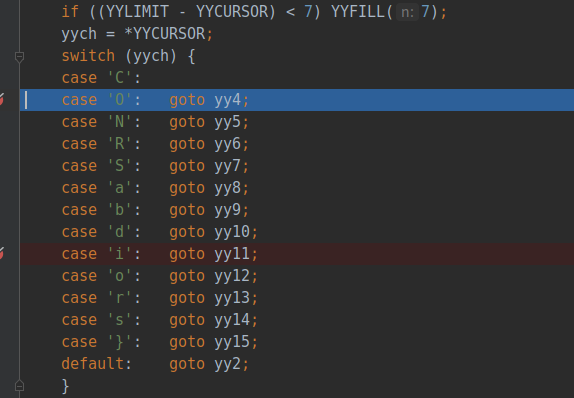 if ((YYLIMIT - YYCURSOR) < 7) YYFILL( n: 7);
yych = *YYCURSOR;
switch (yych) {
case 'C':
case 'O':   goto yy4;
case 'N':   goto yy5;
case 'R':   goto yy6;
case 'S':   goto yy7;
case 'a':   goto yy8;
case 'b':   goto yy9;
case 'd':   goto yy10;
case 'i':   goto yy11;
case 'o':   goto yy12;
case 'r':   goto yy13;
case 's':   goto yy14;
case '}':   goto yy15;
default:    goto yy2;
}